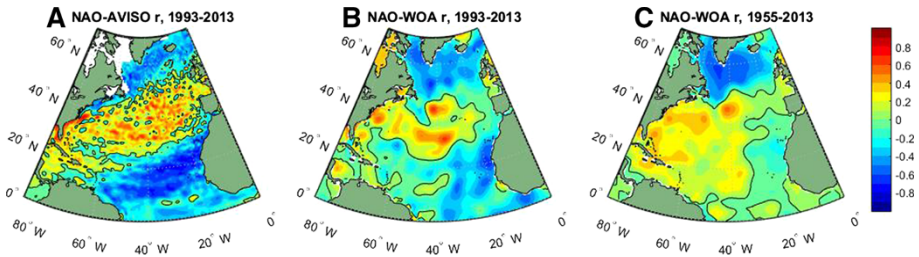 A NAO-AVISO r, 1993-2013
60° N
40° N
20° N
0°
80° W
60° W
40° W
20° W
0°
B NAO-WOA r, 1993-2013
60° N
40° N
20° N
0°
80° W
60° W
40° W
20° W
0°
C NAO-WOA r, 1955-2013
60° N
40° N
20° N
0°
80° W
60° W
40° W
20° W
0°
0.8
0.6
0.4
0.2
0
-0.2
-0.4
-0.6
-0.8